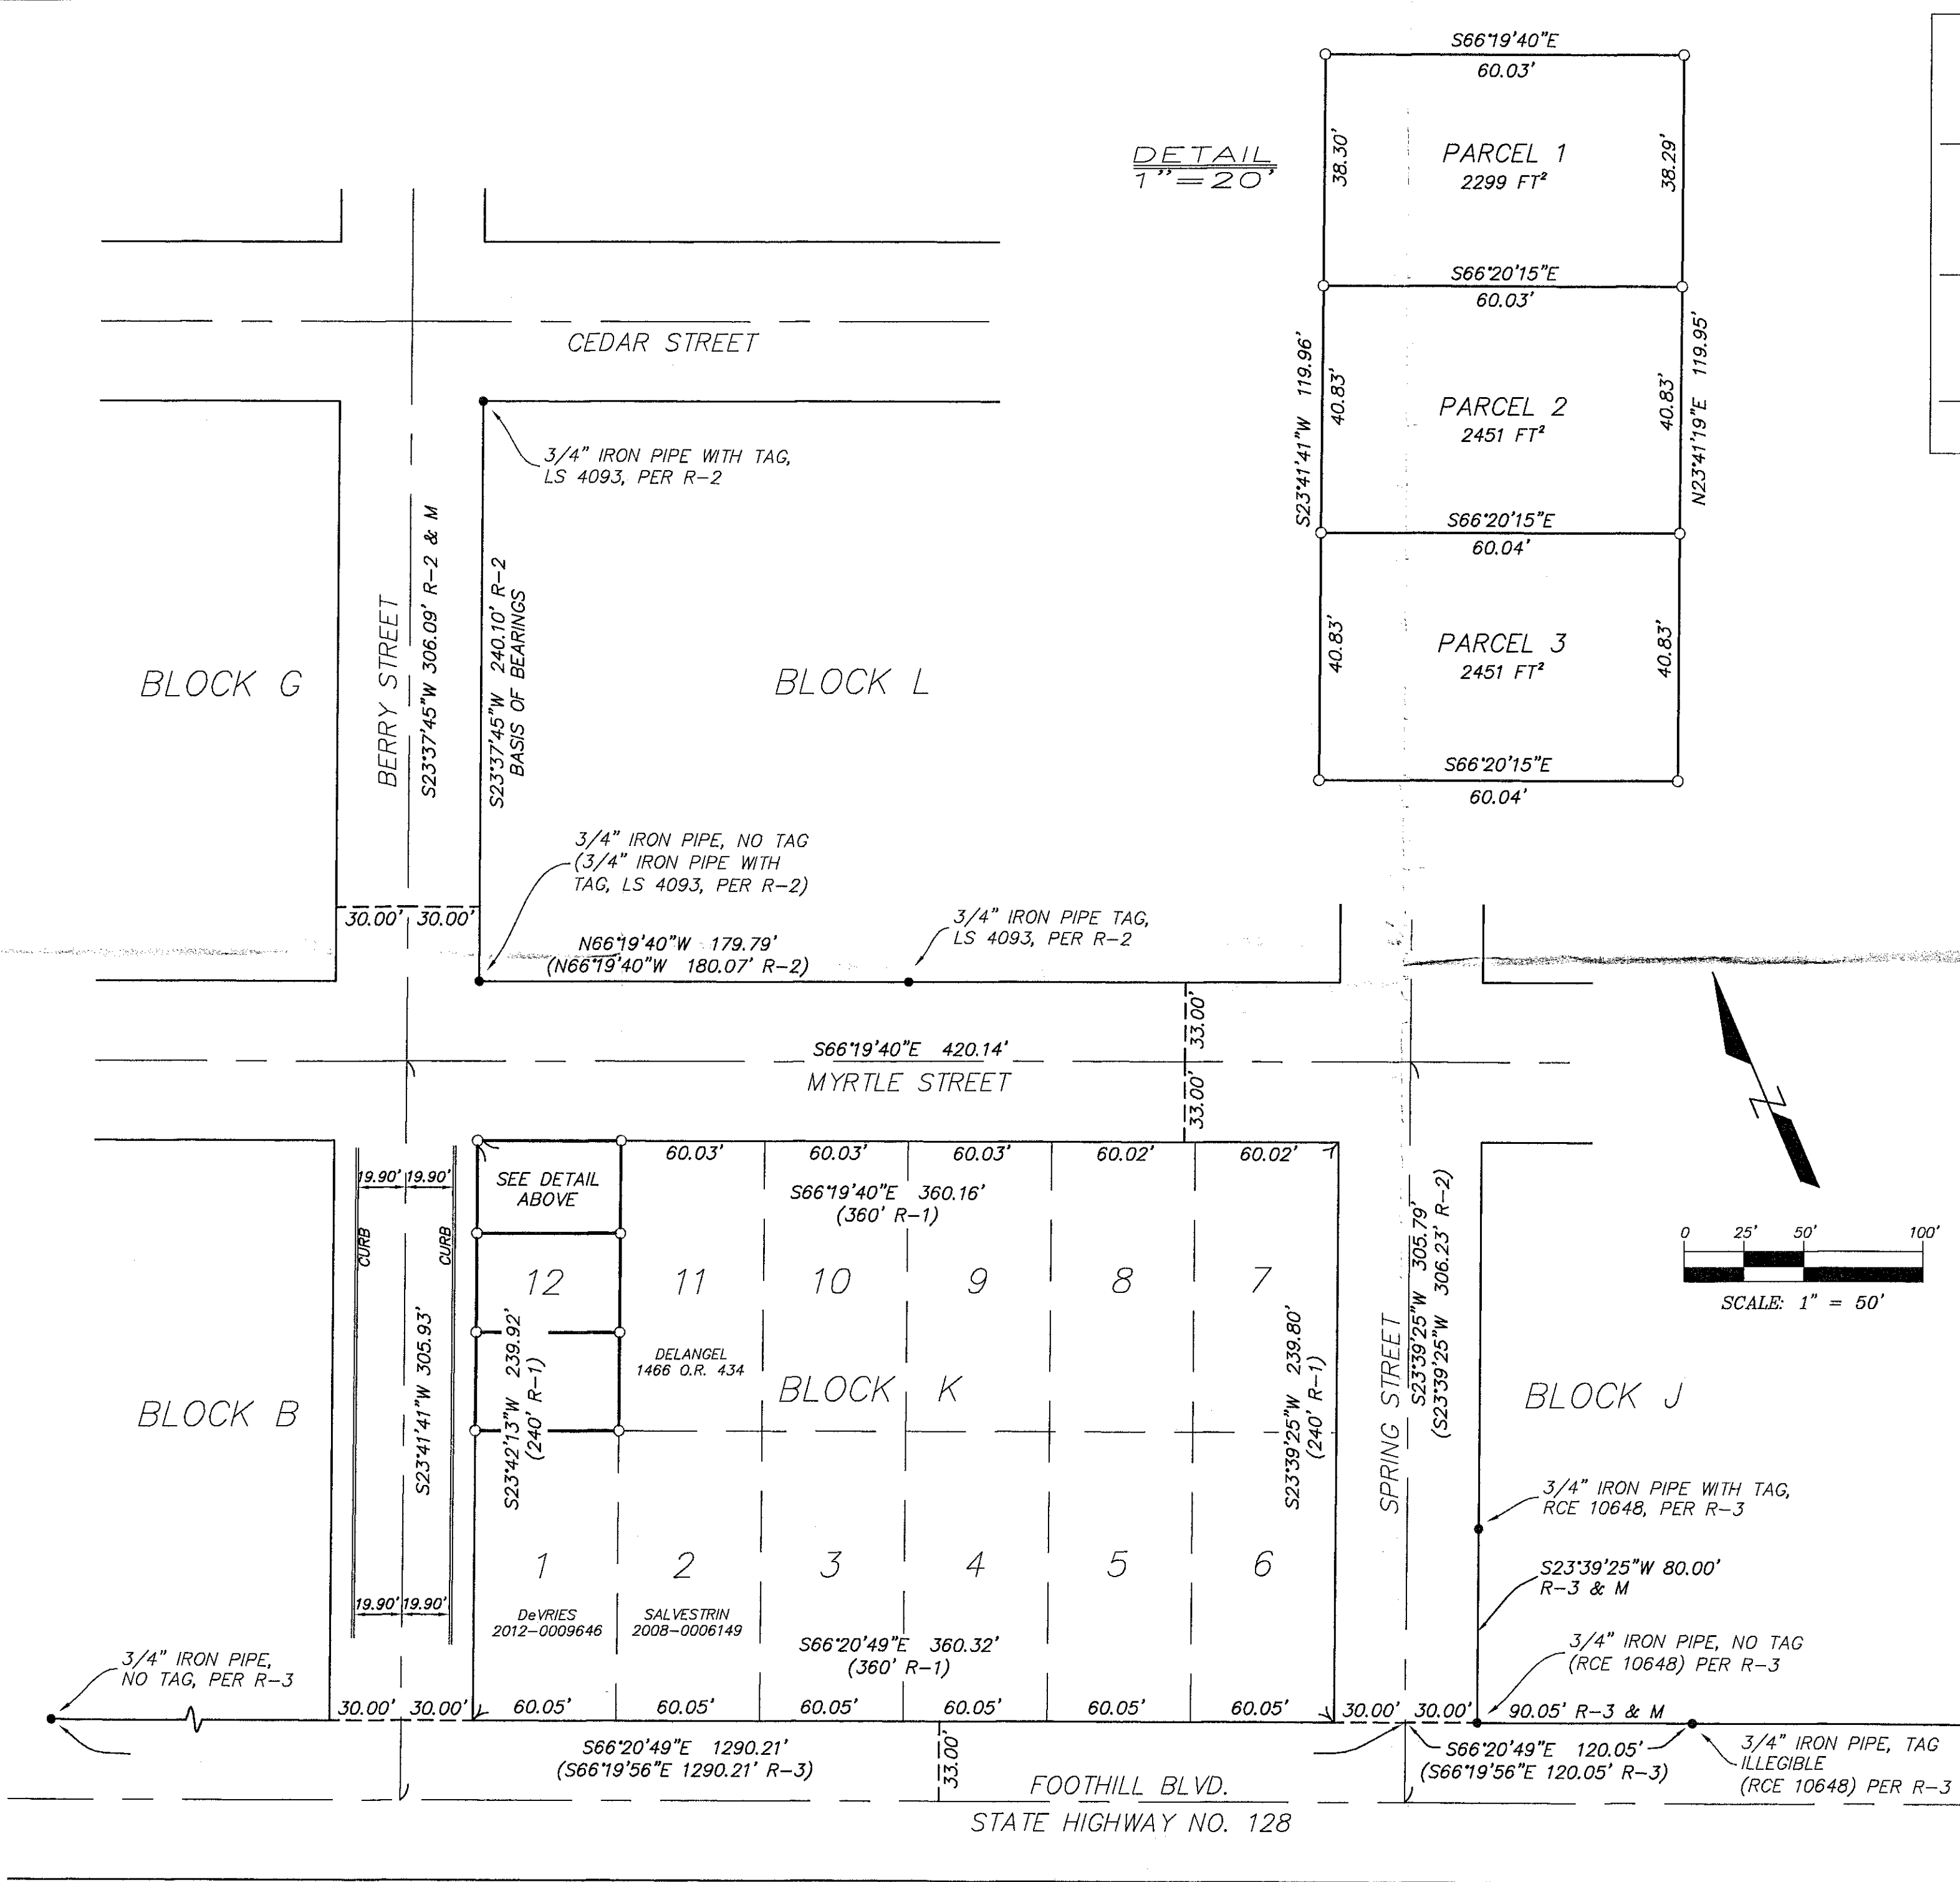 S66°19'40"E
60.03'
DETAIL
1"=20'
38.30'
PARCEL 1
2299 FT²
38.29'
S66°20'15"E
60.03'
S23°41'41"W 119.96'
40.83'
PARCEL 2
2451 FT²
40.83'
N23°41'19"E 119.95'
S66°20'15"E
60.04'
40.83'
PARCEL 3
2451 FT²
40.83'
S66°20'15"E
60.04'
CEDAR STREET
3/4" IRON PIPE WITH TAG,
LS 4093, PER R-2
BERRY STREET
S23°37'45"W 306.09' R-2 & M
S23°37'45"W 240.10' R-2
BASIS OF BEARINGS
BLOCK G
BLOCK L
3/4" IRON PIPE, NO TAG
(3/4" IRON PIPE WITH
TAG, LS 4093, PER R-2)
30.00' 30.00'
N66°19'40"W 179.79'
(N66°19'40"W 180.07' R-2)
3/4" IRON PIPE TAG,
LS 4093, PER R-2
33.00'
33.00'
S66°19'40"E 420.14'
MYRTLE STREET
19.90' 19.90'
CURB
CURB
S23°41'41"W 305.93'
SEE DETAIL
ABOVE
60.03'
60.03'
60.03'
60.02'
60.02'
S66°19'40"E 360.16'
(360' R-1)
12
11
10
9
8
7
S23°42'13"W 239.92'
(240' R-1)
DELANGEL
1466 O.R. 434
BLOCK K
S23°39'25"W 239.80'
(240' R-1)
SPRING STREET
S23°39'25"W 305.79'
(S23°39'25"W 306.23' R-2)
0 25' 50' 100'
SCALE: 1" = 50'
BLOCK B
BLOCK J
3/4" IRON PIPE WITH TAG,
RCE 10648, PER R-3
1
2
3
4
5
6
S23°39'25"W 80.00'
R-3 & M
19.90' 19.90'
DeVRIES
2012-0009646
SALVESTRIN
2008-0006149
S66°20'49"E 360.32'
(360' R-1)
3/4" IRON PIPE, NO TAG
(RCE 10648) PER R-3
3/4" IRON PIPE,
NO TAG, PER R-3
30.00' 30.00'
60.05'
60.05'
60.05'
60.05'
60.05'
60.05'
30.00' 30.00'
90.05' R-3 & M
S66°20'49"E 1290.21'
(S66°19'56"E 1290.21' R-3)
33.00'
S66°20'49"E 120.05'
(S66°19'56"E 120.05' R-3)
3/4" IRON PIPE, TAG
ILLEGIBLE
(RCE 10648) PER R-3
FOOTHILL BLVD.
STATE HIGHWAY NO. 128